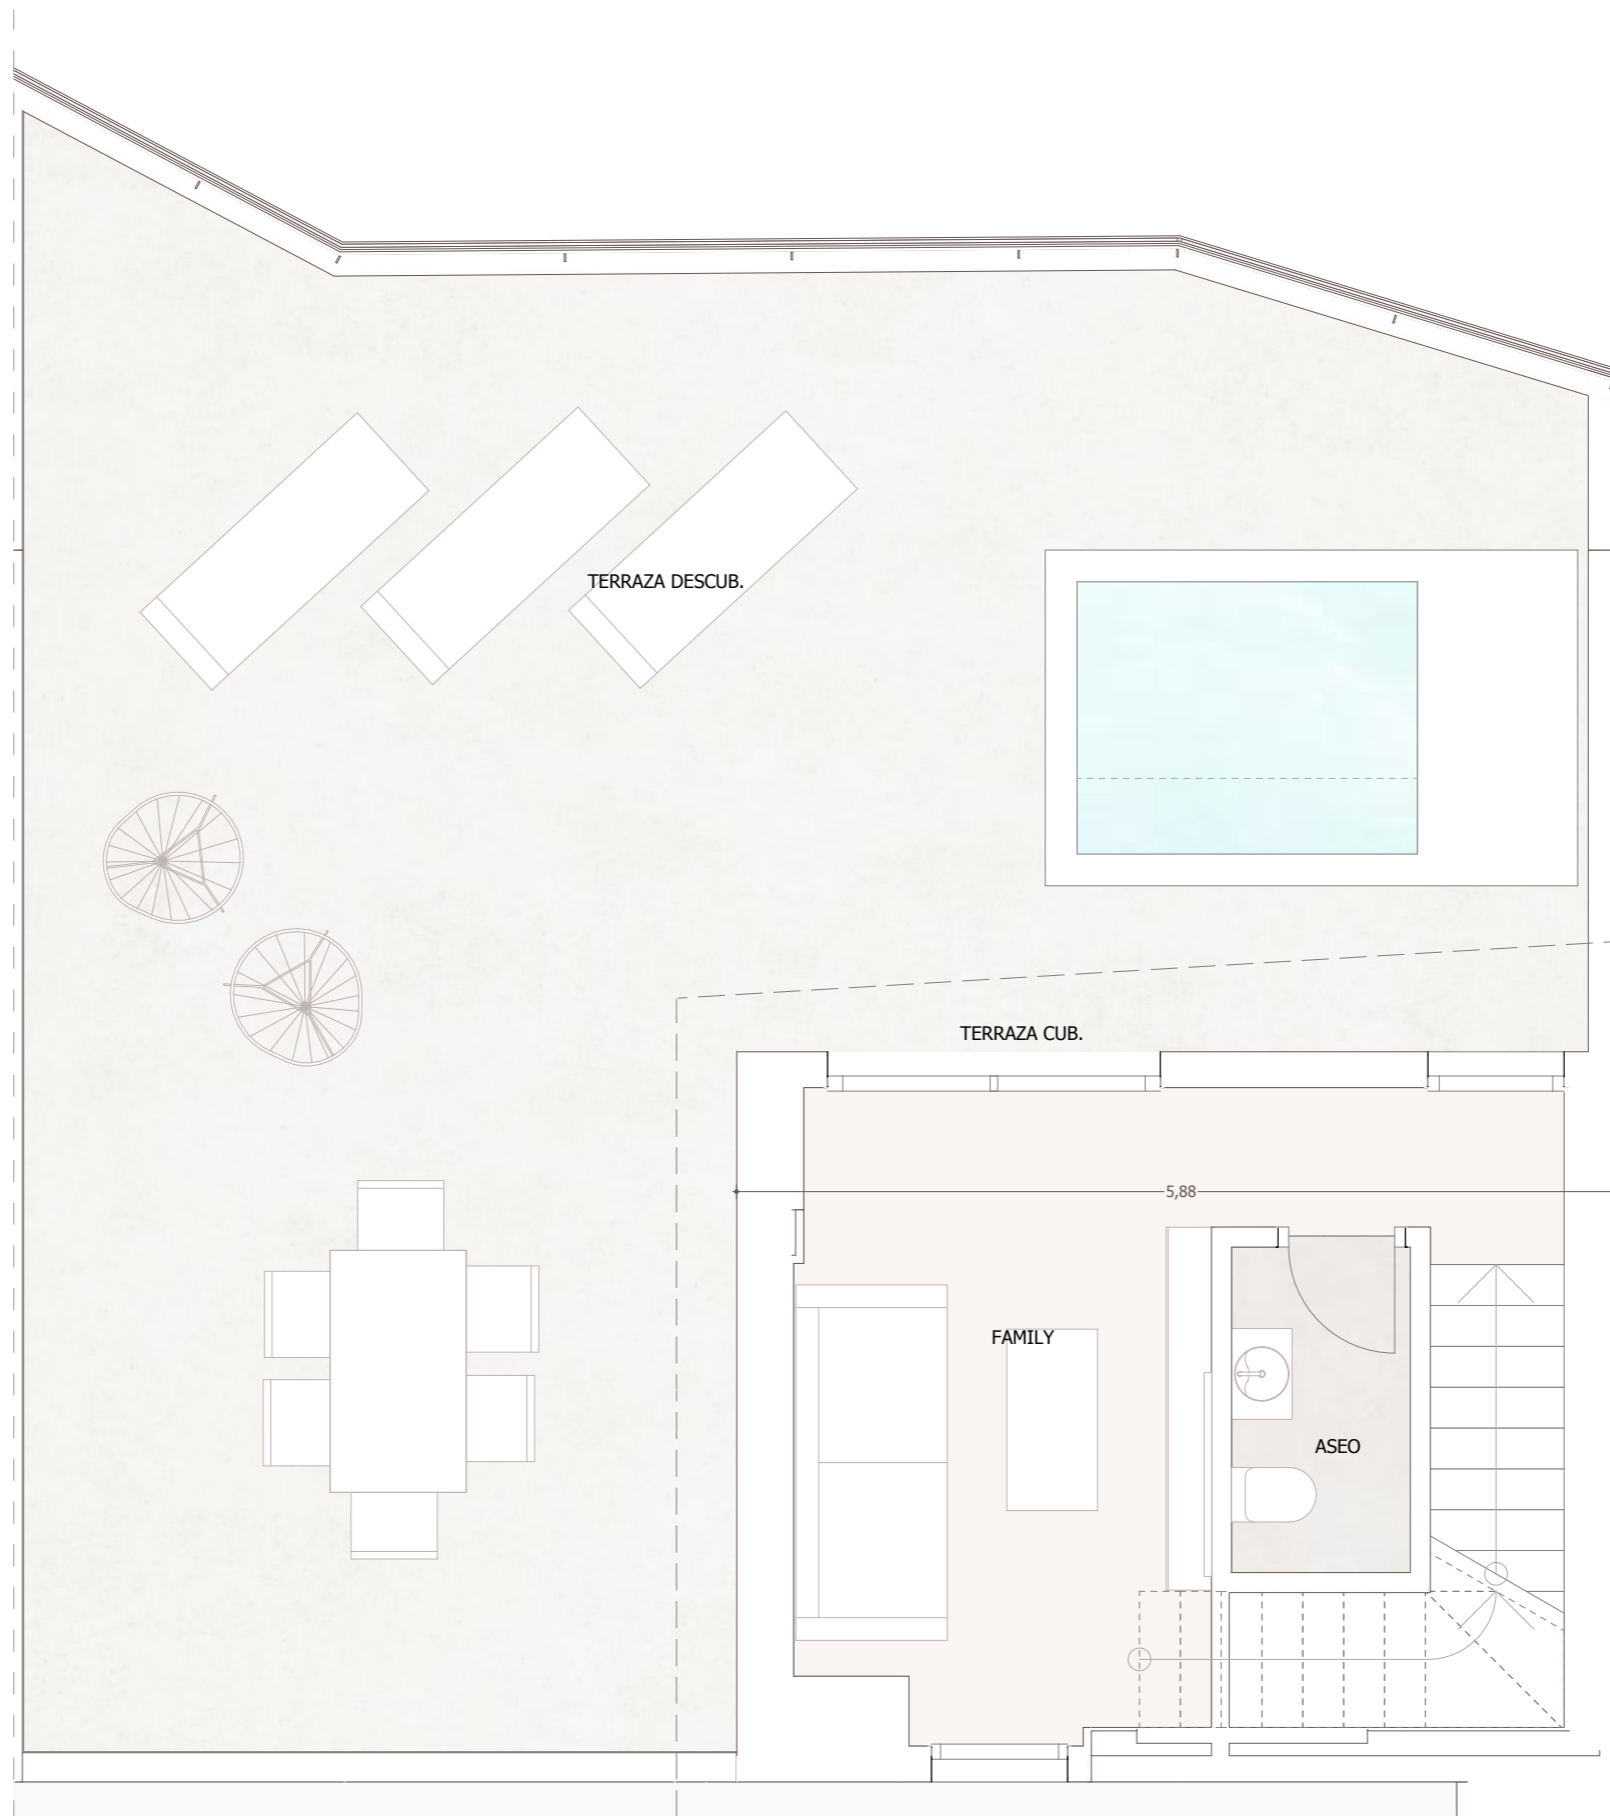 TERRAZA DESCUB.
TERRAZA CUB.
5,88
FAMILY
ASEO